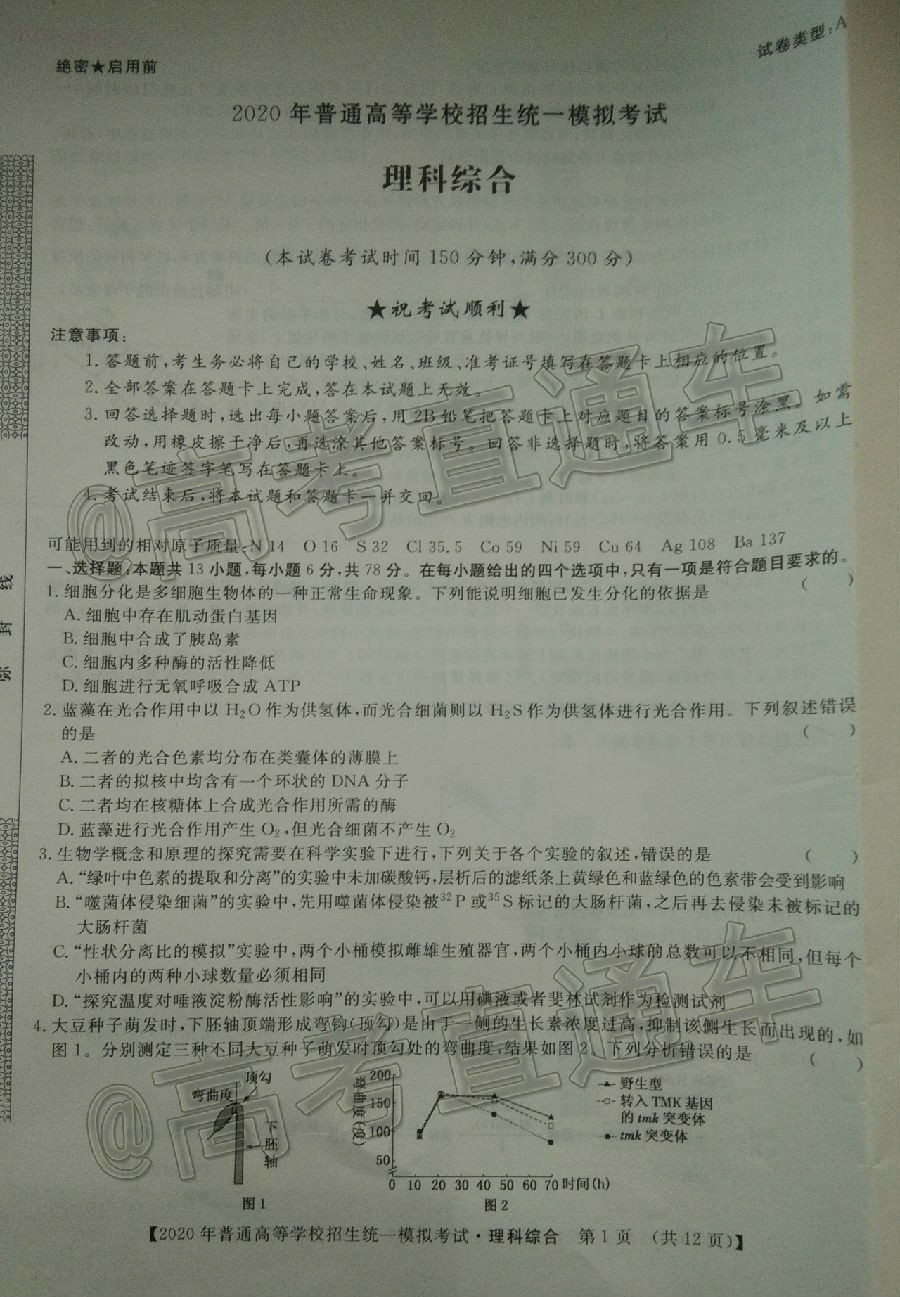 绝密★启用前
试卷类型:A
2020年普通高等学校招生统一模拟考试
理科综合
(本试卷考试时间150分钟,满分300分)
★祝考试顺利★
注意事项:
1.答题前,考生务必将自己的学校、姓名、班级、准考证号填写在答题卡上相应的位置。
2.全部答案在答题卡上完成,答在本试题上无效。
3.回答选择题时,选出每小题答案后,用2B铅笔把答题卡上对应题目的答案标号涂黑。如需
改动,用橡皮擦干净后,再选涂其他答案标号。回答非选择题时,将答案用0.5毫米及以上
黑色笔迹签字笔写在答题卡上。
4.考试结束后,将本试题和答题卡一并交回。
可能用到的相对原子质量:N 14 O 16 S 32 Cl 35.5 Co 59 Ni 59 Cu 64 Ag 108 Ba 137
一、选择题:本题共13小题,每小题6分,共78分。在每小题给出的四个选项中,只有一项是符合题目要求的。
1.细胞分化是多细胞生物体的一种正常生命现象。下列能说明细胞已发生分化的依据是 ( )
A.细胞中存在肌动蛋白基因
B.细胞中合成了胰岛素
C.细胞内多种酶的活性降低
D.细胞进行无氧呼吸合成ATP
2.蓝藻在光合作用中以H₂O作为供氢体,而光合细菌则以H₂S作为供氢体进行光合作用。下列叙述错误
的是 ( )
A.二者的光合色素均分布在类囊体的薄膜上
B.二者的拟核中均含有一个环状的DNA分子
C.二者均在核糖体上合成光合作用所需的酶
D.蓝藻进行光合作用产生O₂,但光合细菌不产生O₂
3.生物学概念和原理的探究需要在科学实验下进行,下列关于各个实验的叙述,错误的是 ( )
A.“绿叶中色素的提取和分离”的实验中未加碳酸钙,层析后的滤纸条上黄绿色和蓝绿色的色素带会受到影响
B.“噬菌体侵染细菌”的实验中,先用噬菌体侵染被³²P或³⁵S标记的大肠杆菌,之后再去侵染未被标记的
大肠杆菌
C.“性状分离比的模拟”实验中,两个小桶模拟雌雄生殖器官,两个小桶内小球的总数可以不相同,但每个
小桶内的两种小球数量必须相同
D.“探究温度对唾液淀粉酶活性影响”的实验中,可以用碘液或者斐林试剂作为检测试剂
4.大豆种子萌发时,下胚轴顶端形成弯钩(顶勾)是由于一侧的生长素浓度过高,抑制该侧生长而出现的,如
图1。分别测定三种不同大豆种子萌发时顶勾处的弯曲度,结果如图2。下列分析错误的是 ( )
顶勾
弯曲度
下
胚
轴
图1
弯曲度(度)
200
150
100
50
0 10 20 30 40 50 60 70 时间(h)
野生型
转入TMK基因
的tmk突变体
tmk突变体
图2
【2020年普通高等学校招生统一模拟考试·理科综合 第1页 (共12页)】
线
封
弥
@高考直通车
@高考直通车